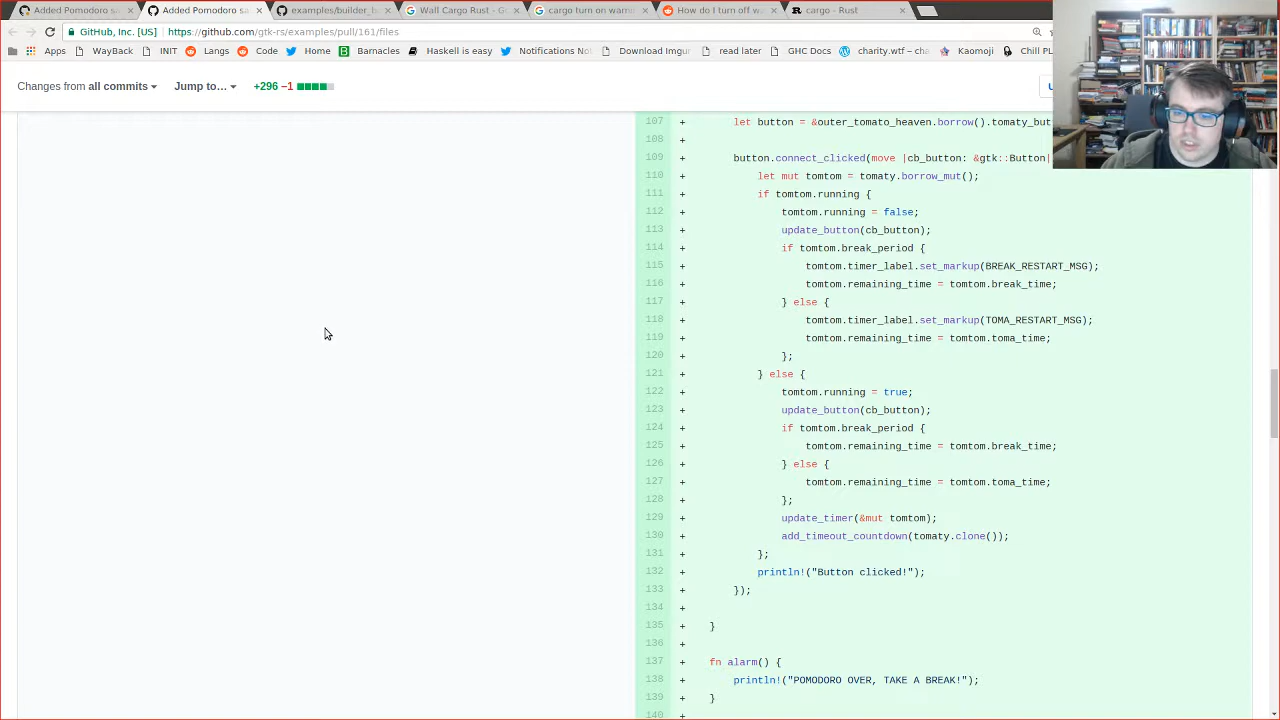 Added Pomodoro sa
Added Pomodoro sa
examples/builder_b
Wall Cargo Rust - Go
cargo turn on warni
How do I turn off wa
cargo - Rust
GitHub, Inc. [US]
https://github.com/gtk-rs/examples/pull/161/files
Apps
WayBack
INIT
Langs
Code
Home
Barnacles
Haskell is easy
Notifications
Download Imgu
read later
GHC Docs
charity.wtf –
Kube
Chill P
Changes from all commits
Jump to…
+296 −1
107 + let button = &outer_tomato_heaven.borrow().tomaty_but
108 +
109 + button.connect_clicked(move |cb_button: &gtk::Button|
110 + let mut tomtom = tomaty.borrow_mut();
111 + if tomtom.running {
112 + tomtom.running = false;
113 + update_button(cb_button);
114 + if tomtom.break_period {
115 + tomtom.timer_label.set_markup(BREAK_RESTART_MSG);
116 + tomtom.remaining_time = tomtom.break_time;
117 + } else {
118 + tomtom.timer_label.set_markup(TOMA_RESTART_MSG);
119 + tomtom.remaining_time = tomtom.toma_time;
120 + };
121 + } else {
122 + tomtom.running = true;
123 + update_button(cb_button);
124 + if tomtom.break_period {
125 + tomtom.remaining_time = tomtom.break_time;
126 + } else {
127 + tomtom.remaining_time = tomtom.toma_time;
128 + };
129 + update_timer(&mut tomtom);
130 + add_timeout_countdown(tomaty.clone());
131 + };
132 + println!("Button clicked!");
133 + });
134 +
135 + }
136 +
137 + fn alarm() {
138 + println!("POMODORO OVER, TAKE A BREAK!");
139 + }
140 +